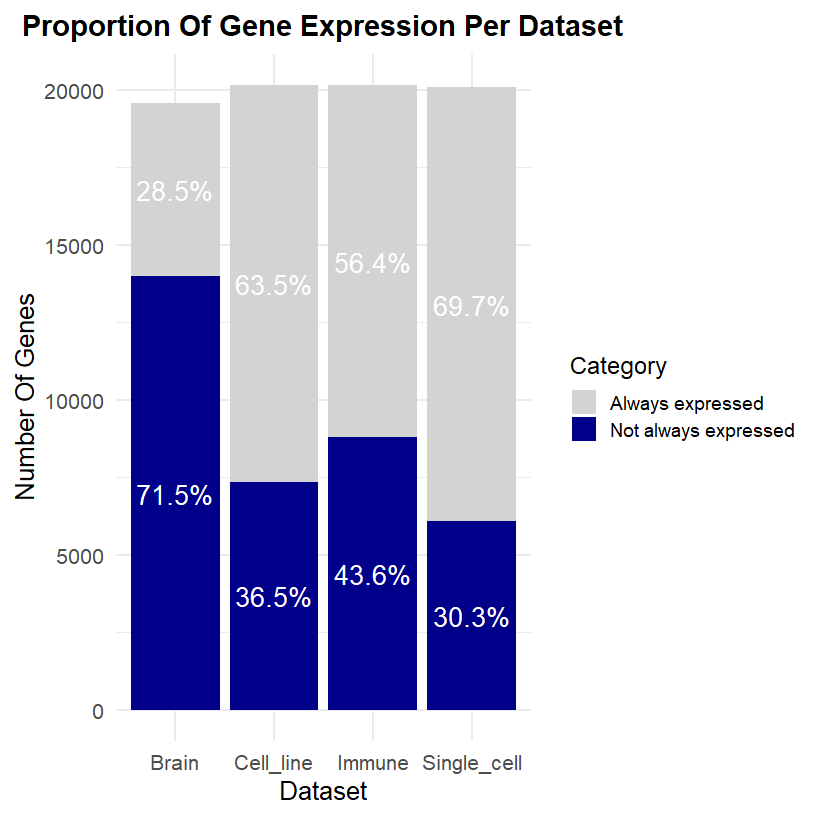 Proportion Of Gene Expression Per Dataset
Number Of Genes
20000
15000
10000
5000
0
28.5%
71.5%
63.5%
36.5%
56.4%
43.6%
69.7%
30.3%
Brain
Cell_line
Immune
Single_cell
Dataset
Category
Always expressed
Not always expressed